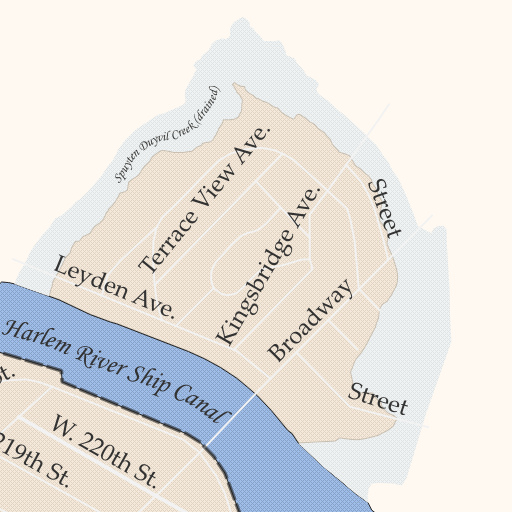 Spuyten Duyvil Creek (drained)
Terrace View Ave.
Street
Kingsbridge Ave.
Leyden Ave.
Broadway
Harlem River Ship Canal
Street
St.
W. 220th St.
219th St.